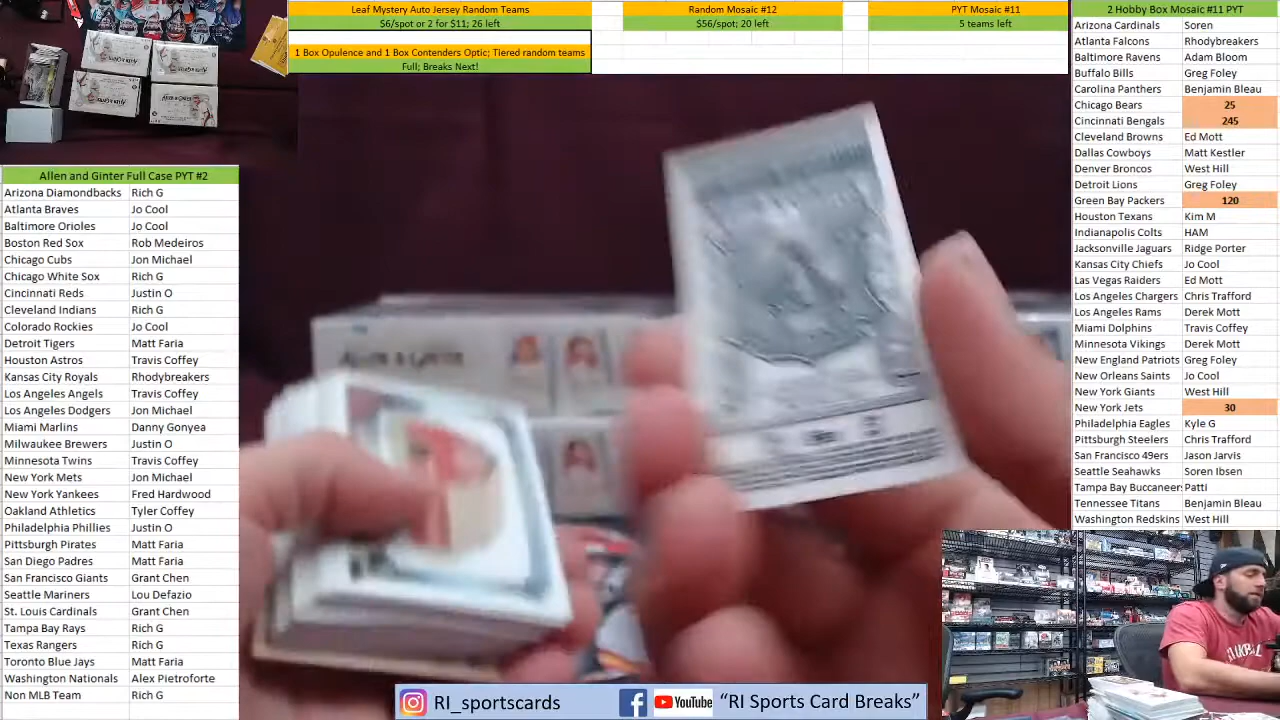 Leaf Mystery Auto Jersey Random Teams
$6/spot or 2 for $11; 26 left
1 Box Opulence and 1 Box Contenders Optic; Tiered random teams
Full; Breaks Next!
Random Mosaic #12
$56/spot; 20 left
PYT Mosaic #11
5 teams left
2 Hobby Box Mosaic #11 PYT
Arizona Cardinals Soren
Atlanta Falcons Rhodybreakers
Baltimore Ravens Adam Bloom
Buffalo Bills Greg Foley
Carolina Panthers Benjamin Bleau
Chicago Bears 25
Cincinnati Bengals 245
Cleveland Browns Ed Mott
Dallas Cowboys Matt Kestler
Denver Broncos West Hill
Detroit Lions Greg Foley
Green Bay Packers 120
Houston Texans Kim M
Indianapolis Colts HAM
Jacksonville Jaguars Ridge Porter
Kansas City Chiefs Jo Cool
Las Vegas Raiders Ed Mott
Los Angeles Chargers Chris Trafford
Los Angeles Rams Derek Mott
Miami Dolphins Travis Coffey
Minnesota Vikings Derek Mott
New England Patriots Greg Foley
New Orleans Saints Jo Cool
New York Giants West Hill
New York Jets 30
Philadelphia Eagles Kyle G
Pittsburgh Steelers Chris Trafford
San Francisco 49ers Jason Jarvis
Seattle Seahawks Soren Ibsen
Tampa Bay Buccaneer Patti
Tennessee Titans Benjamin Bleau
Washington Redskins West Hill
Allen and Ginter Full Case PYT #2
Arizona Diamondbacks Rich G
Atlanta Braves Jo Cool
Baltimore Orioles Jo Cool
Boston Red Sox Rob Medeiros
Chicago Cubs Jon Michael
Chicago White Sox Rich G
Cincinnati Reds Justin O
Cleveland Indians Rich G
Colorado Rockies Jo Cool
Detroit Tigers Matt Faria
Houston Astros Travis Coffey
Kansas City Royals Rhodybreakers
Los Angeles Angels Travis Coffey
Los Angeles Dodgers Jon Michael
Miami Marlins Danny Gonyea
Milwaukee Brewers Justin O
Minnesota Twins Travis Coffey
New York Mets Jon Michael
New York Yankees Fred Hardwood
Oakland Athletics Tyler Coffey
Philadelphia Phillies Justin O
Pittsburgh Pirates Matt Faria
San Diego Padres Matt Faria
San Francisco Giants Grant Chen
Seattle Mariners Lou Defazio
St. Louis Cardinals Grant Chen
Tampa Bay Rays Rich G
Texas Rangers Rich G
Toronto Blue Jays Matt Faria
Washington Nationals Alex Pietroforte
Non MLB Team Rich G
RI_sportscards
YouTube "RI Sports Card Breaks"